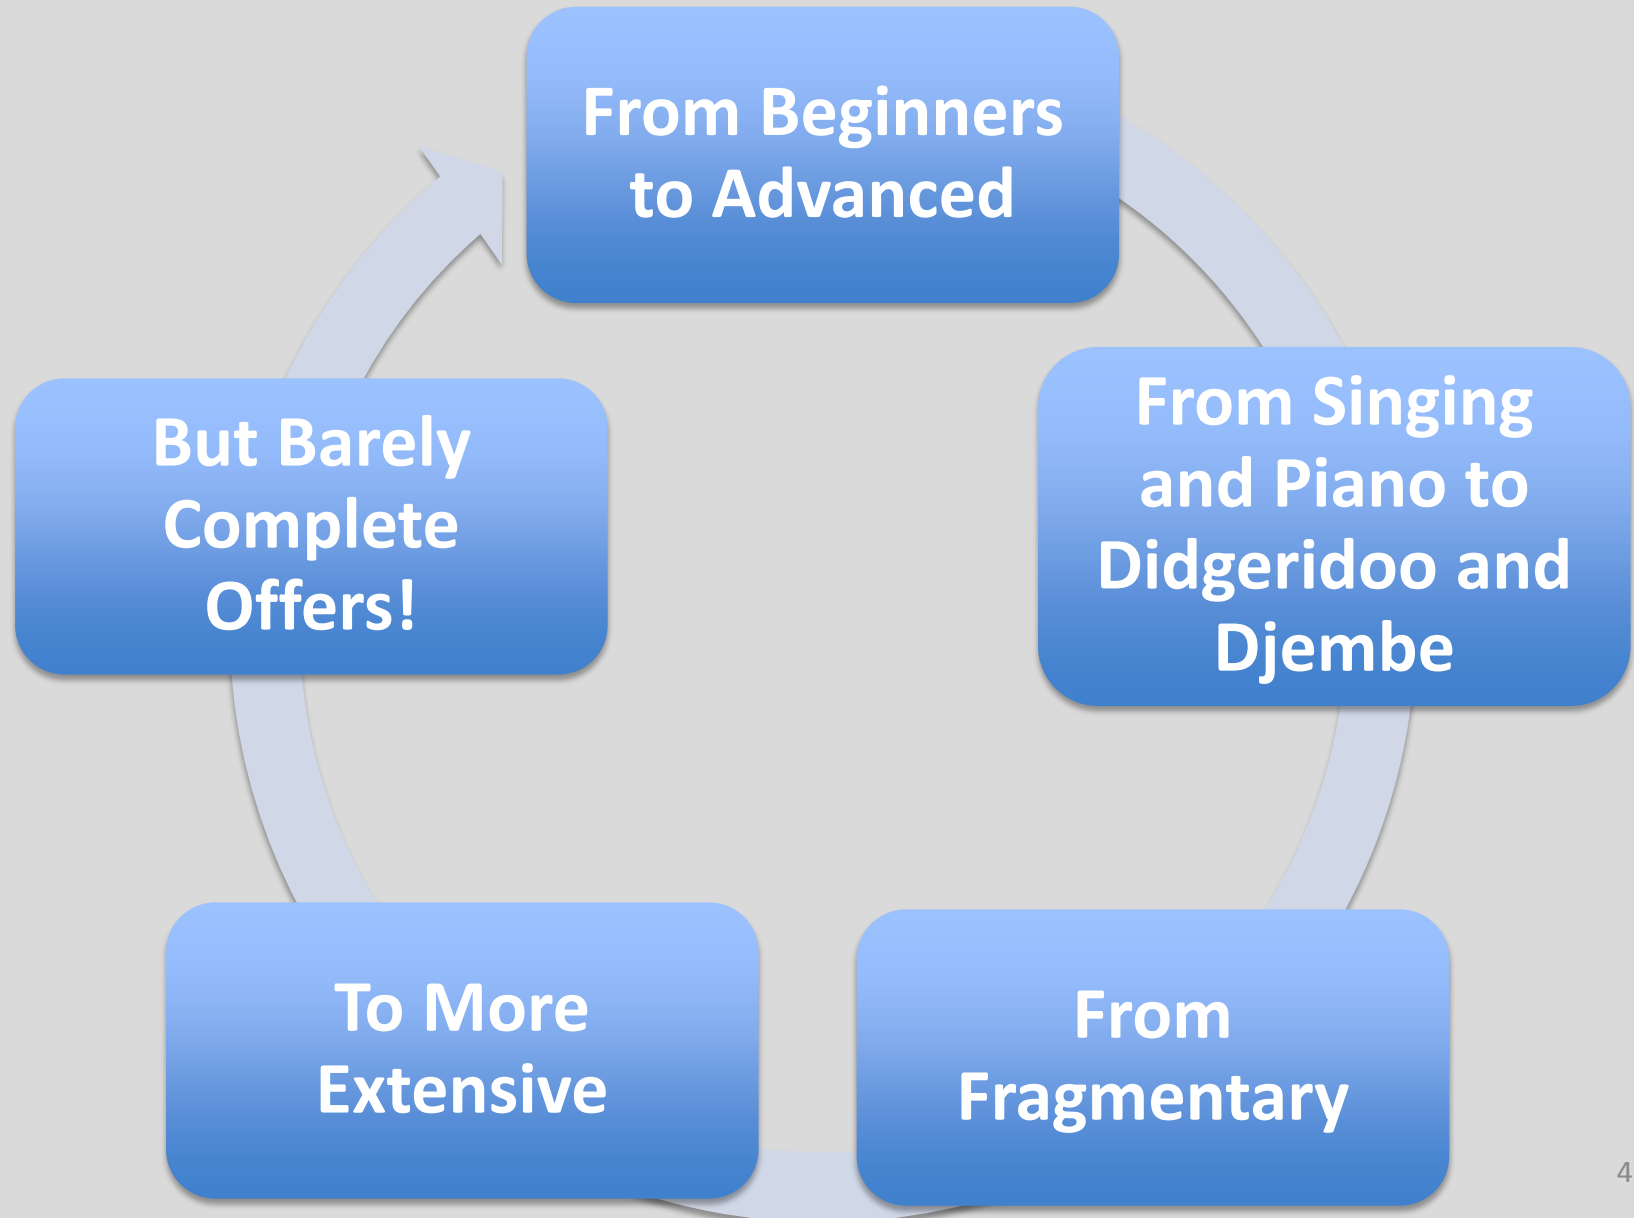 From Beginners
to Advanced
From Singing
and Piano to
Didgeridoo and
Djembe
From
Fragmentary
To More
Extensive
But Barely
Complete
Offers!
4